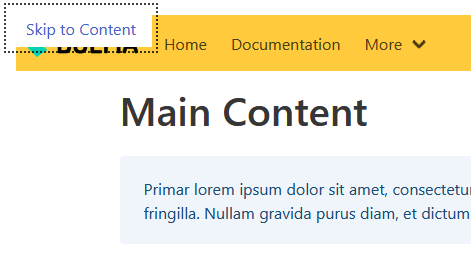 Skip to Content
Home Documentation More
Main Content
Primar lorem ipsum dolor sit amet,
fringilla. Nullam gravida purus diam, et dictum